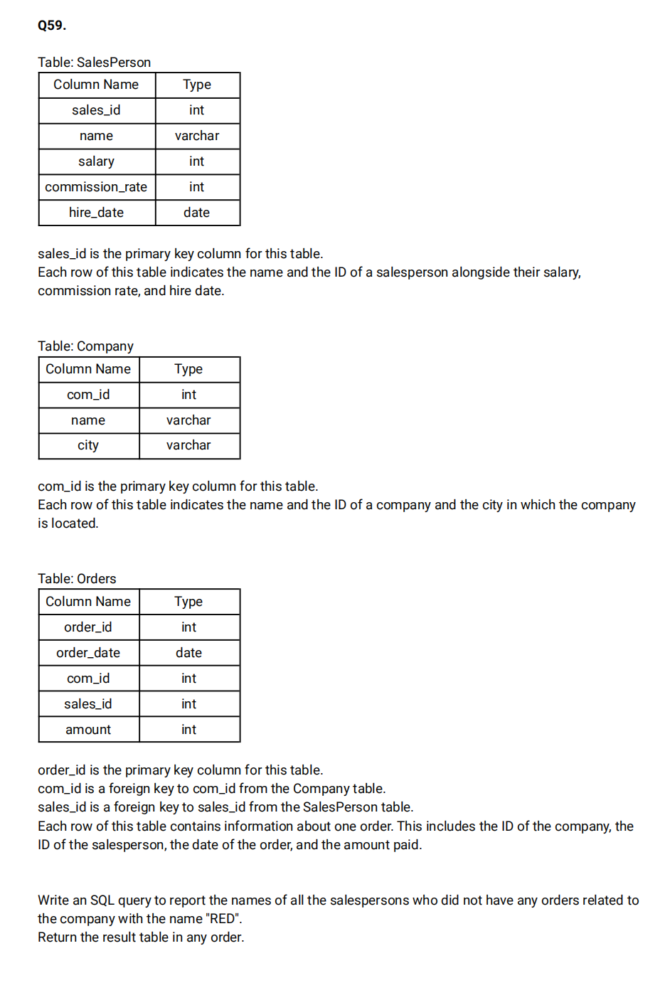 Q59.
Table: SalesPerson
Column Name Type
sales_id int
name varchar
salary int
commission_rate int
hire_date date
sales_id is the primary key column for this table.
Each row of this table indicates the name and the ID of a salesperson alongside their salary,
commission rate, and hire date.
Table: Company
Column Name Type
com_id int
name varchar
city varchar
com_id is the primary key column for this table.
Each row of this table indicates the name and the ID of a company and the city in which the company
is located.
Table: Orders
Column Name Type
order_id int
order_date date
com_id int
sales_id int
amount int
order_id is the primary key column for this table.
com_id is a foreign key to com_id from the Company table.
sales_id is a foreign key to sales_id from the SalesPerson table.
Each row of this table contains information about one order. This includes the ID of the company, the
ID of the salesperson, the date of the order, and the amount paid.
Write an SQL query to report the names of all the salespersons who did not have any orders related to
the company with the name "RED".
Return the result table in any order.